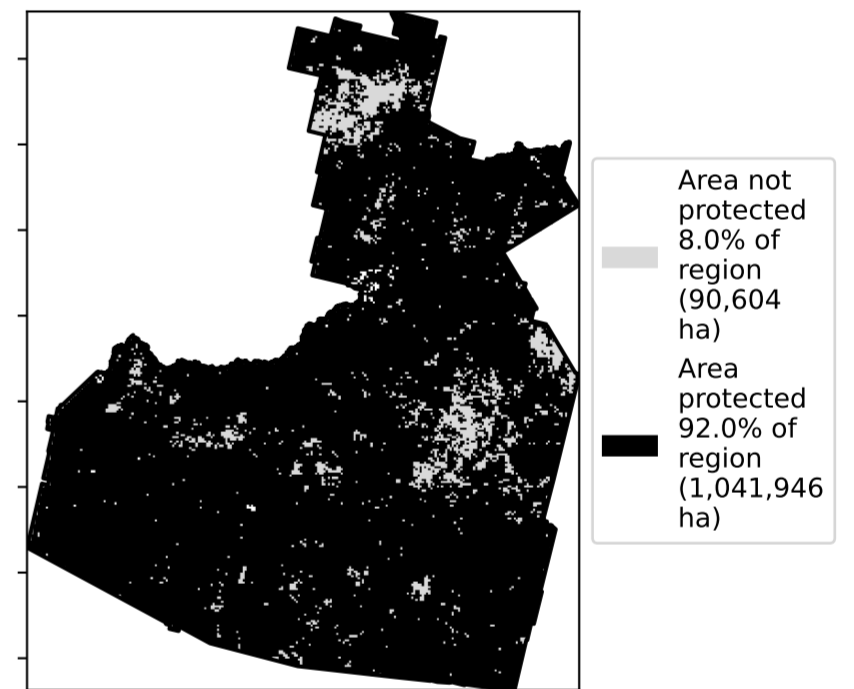 Area not
protected
8.0% of
region
(90,604
ha)
Area
protected
92.0% of
region
(1,041,946
ha)